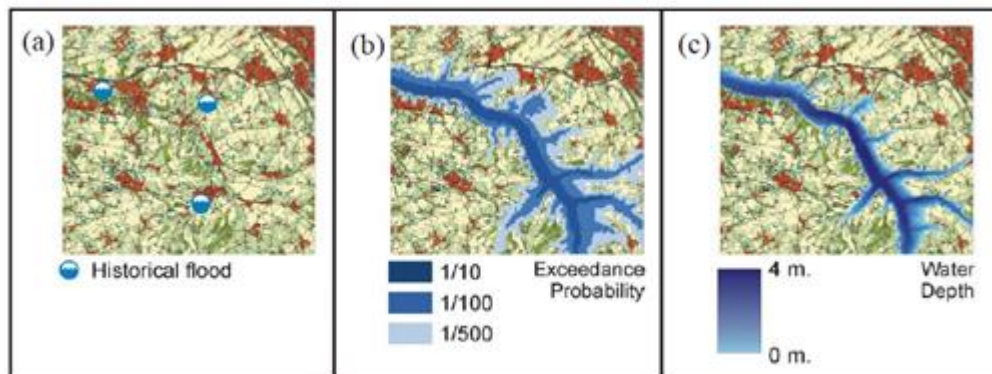 (a)
Historical flood
(b)
1/10
1/100
1/500
Exceedance
Probability
(c)
4 m.
0 m.
Water
Depth